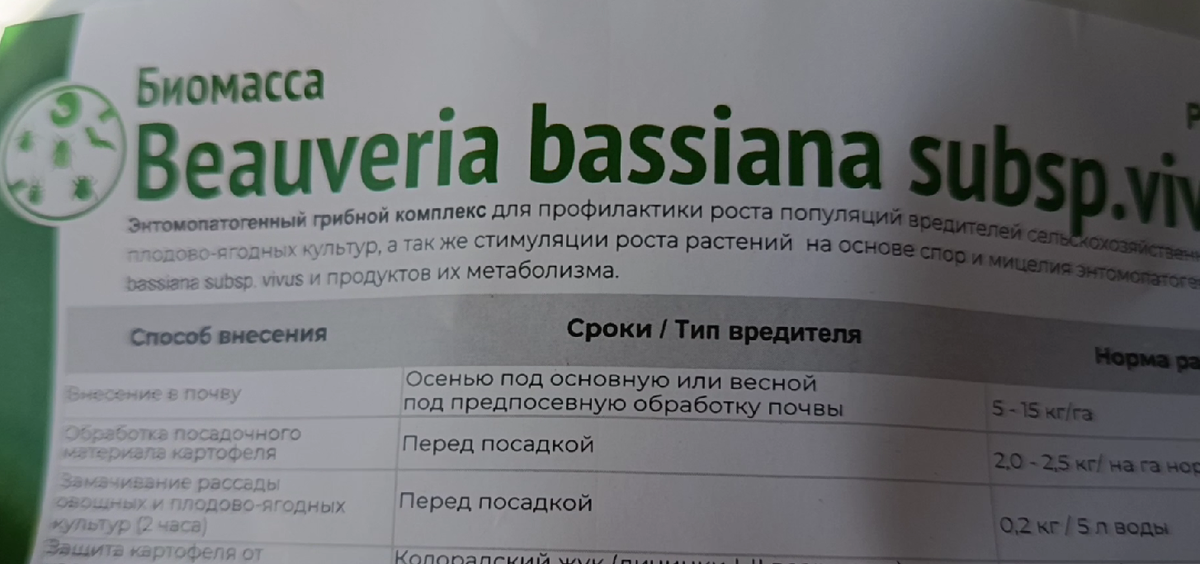 Биомасса
Beauveria bassiana subsp.viv
Энтомопатогенный грибной комплекс для профилактики роста популяций вредителей сельскохозяйственн
плодово-ягодных культур, а так же стимуляции роста растений на основе спор и мицелия энтомопатоге
bassiana subsp. vivus и продуктов их метаболизма.
Способ внесения Сроки / Тип вредителя Норма ра
Внесение в почву Осенью под основную или весной
под предпосевную обработку почвы 5 - 15 кг/га
Обработка посадочного
материала картофеля Перед посадкой 2,0 - 2,5 кг/ на га нор
Замачивание рассады
овощных и плодово-ягодных
культур (2 часа) Перед посадкой 0,2 кг / 5 л воды
Защита картофеля от Колорадский жук